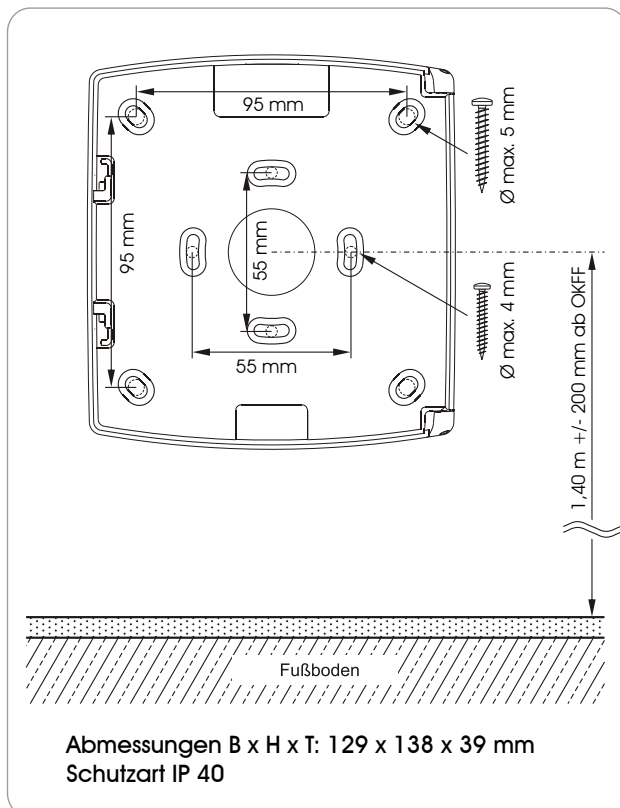 95 mm
Ø max. 5 mm
95 mm
55 mm
55 mm
Ø max. 4 mm
1,40 m +/- 200 mm ab OKFF
Fußboden
Abmessungen B x H x T: 129 x 138 x 39 mm
Schutzart IP 40